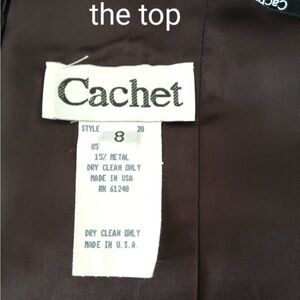 the top
Cach
Cachet
STYLE 20
8
85
15% METAL
DRY CLEAN ONLY
MADE IN USA
RN 61248
DRY CLEAN ONLY
MADE IN U.S.A.